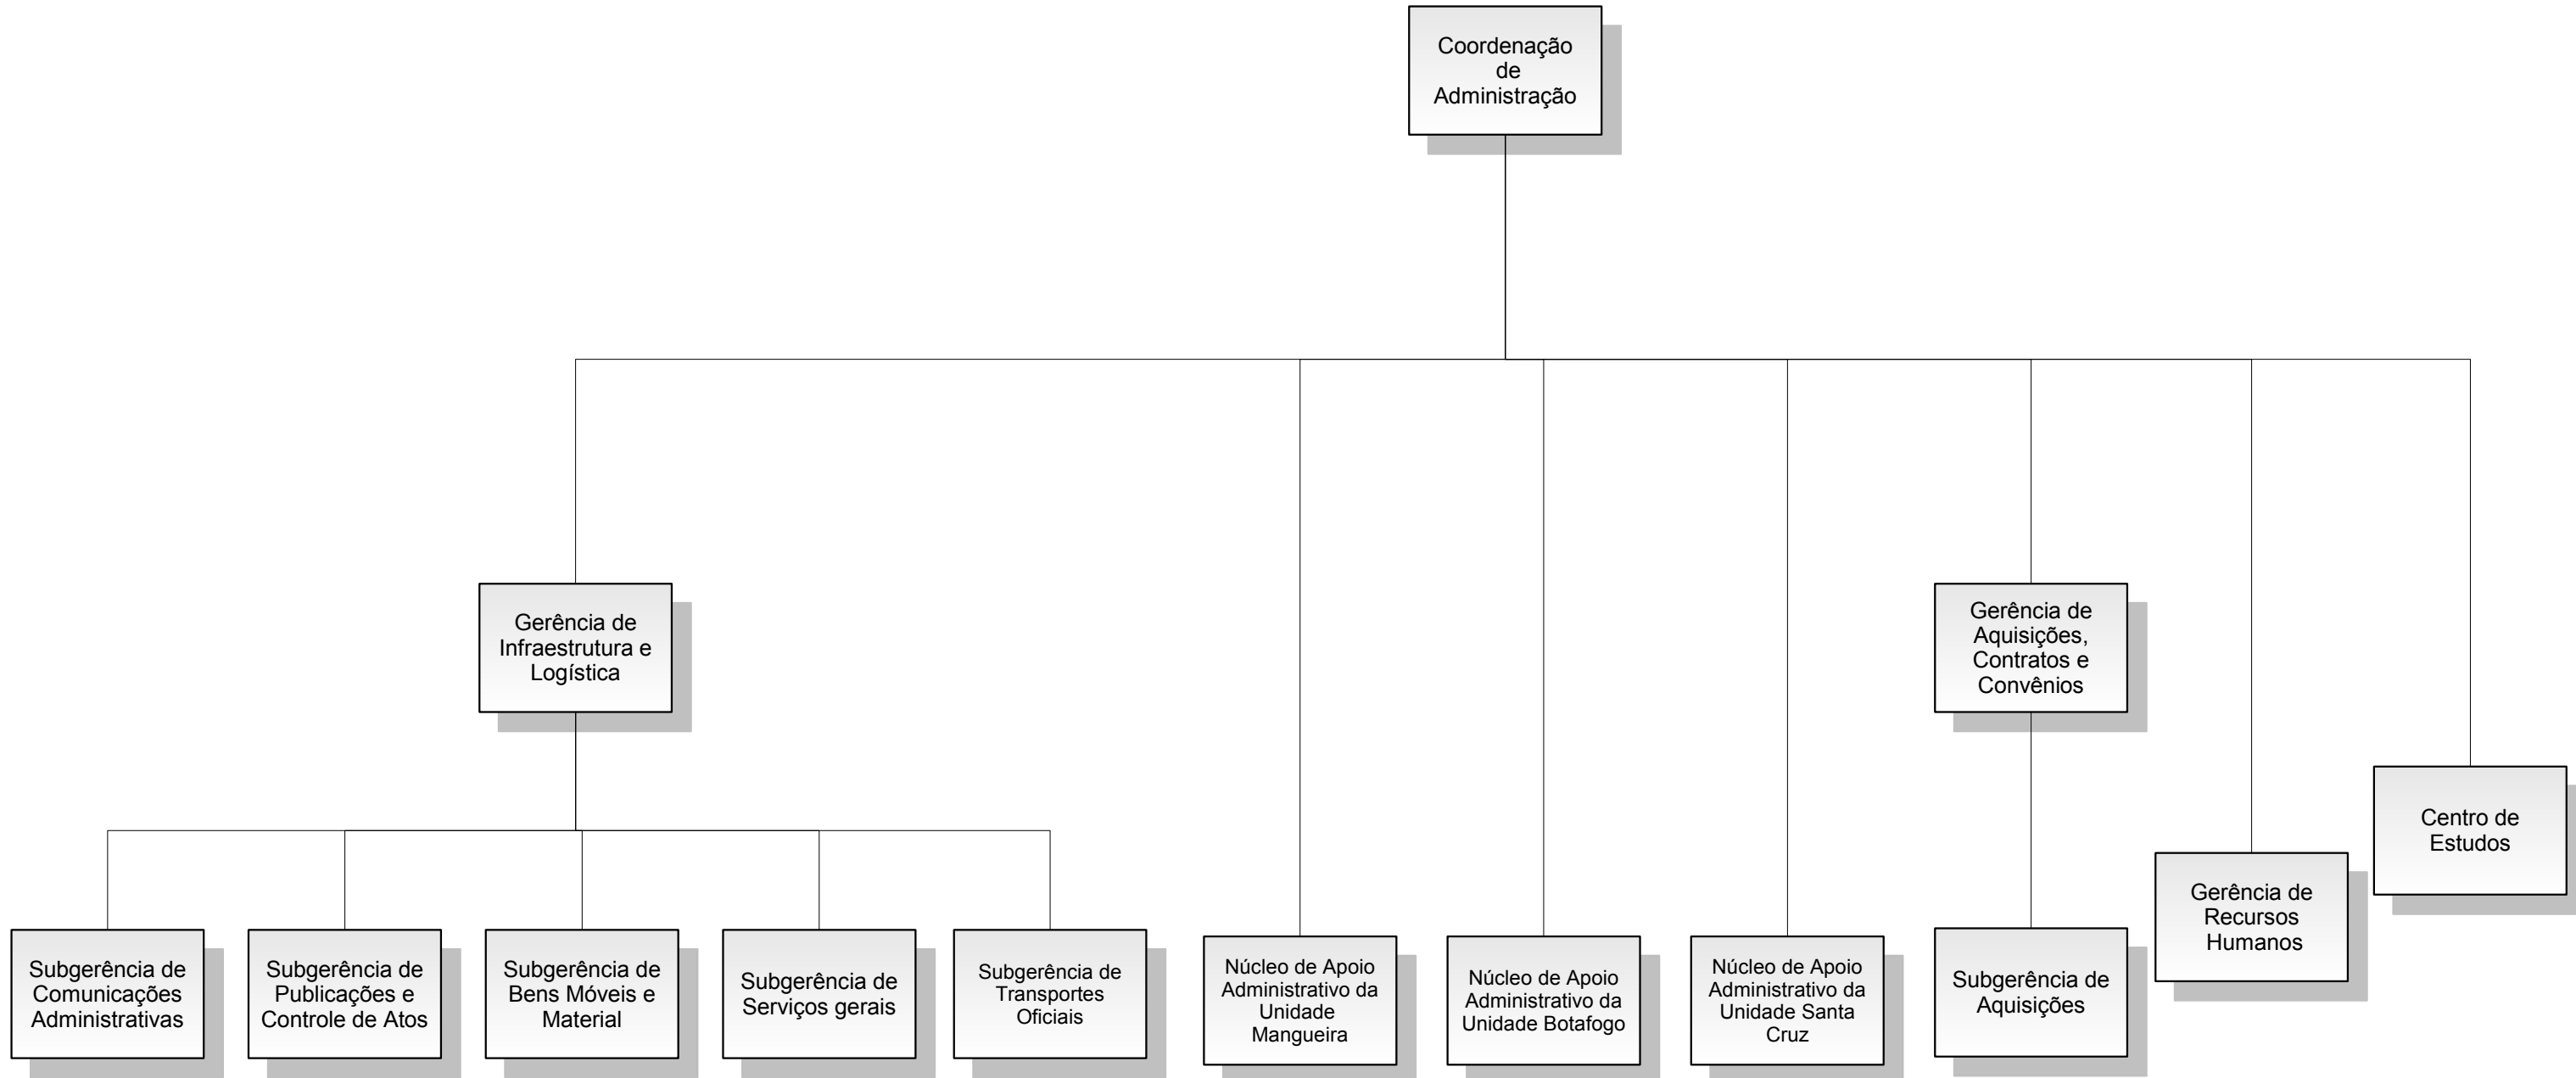 Coordenação
de
Administração
Gerência de
Infraestrutura e
Logística
Gerência de
Aquisições,
Contratos e
Convênios
Centro de
Estudos
Gerência de
Recursos
Humanos
Subgerência de
Comunicações
Administrativas
Subgerência de
Publicações e
Controle de Atos
Subgerência de
Bens Móveis e
Material
Subgerência de
Serviços gerais
Subgerência de
Transportes
Oficiais
Núcleo de Apoio
Administrativo da
Unidade
Mangueira
Núcleo de Apoio
Administrativo da
Unidade Botafogo
Núcleo de Apoio
Administrativo da
Unidade Santa
Cruz
Subgerência de
Aquisições